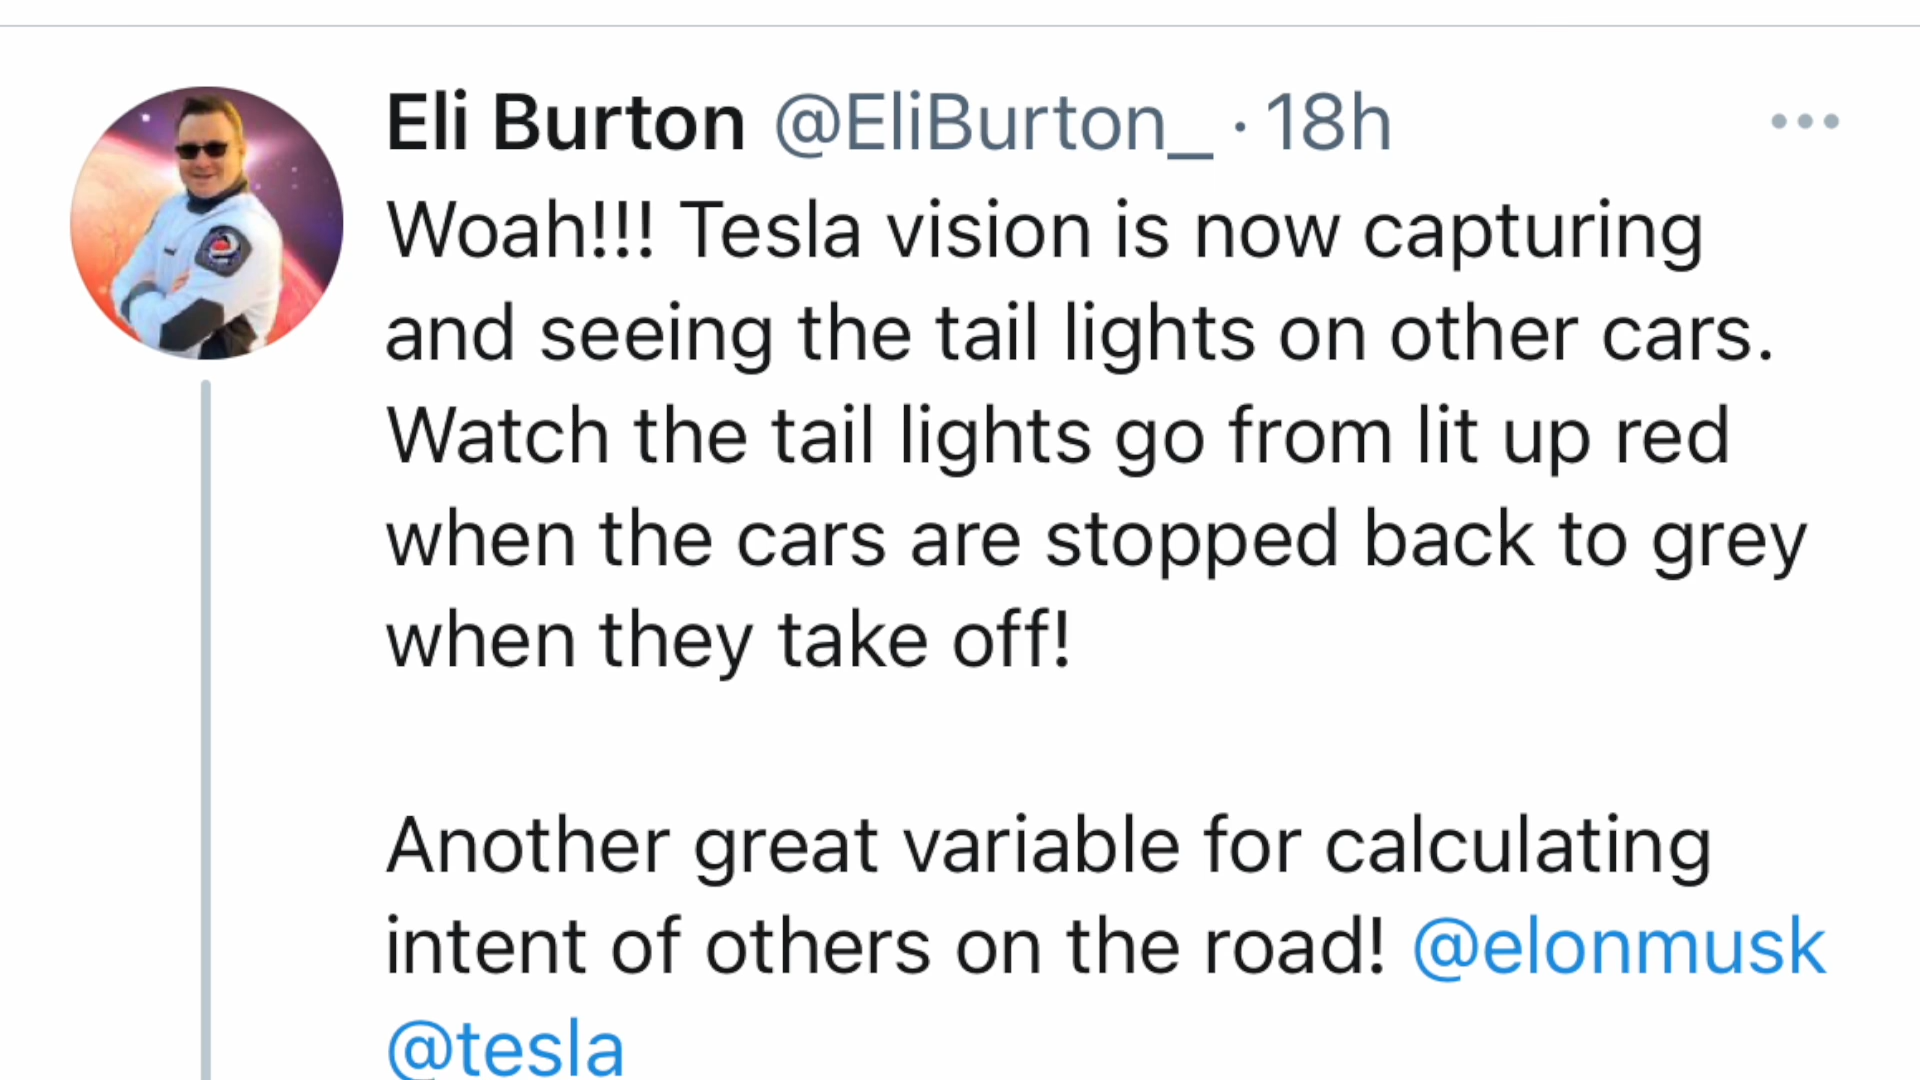 Eli Burton @EliBurton_ · 18h
Woah!!! Tesla vision is now capturing
and seeing the tail lights on other cars.
Watch the tail lights go from lit up red
when the cars are stopped back to grey
when they take off!
Another great variable for calculating
intent of others on the road! @elonmusk
@tesla